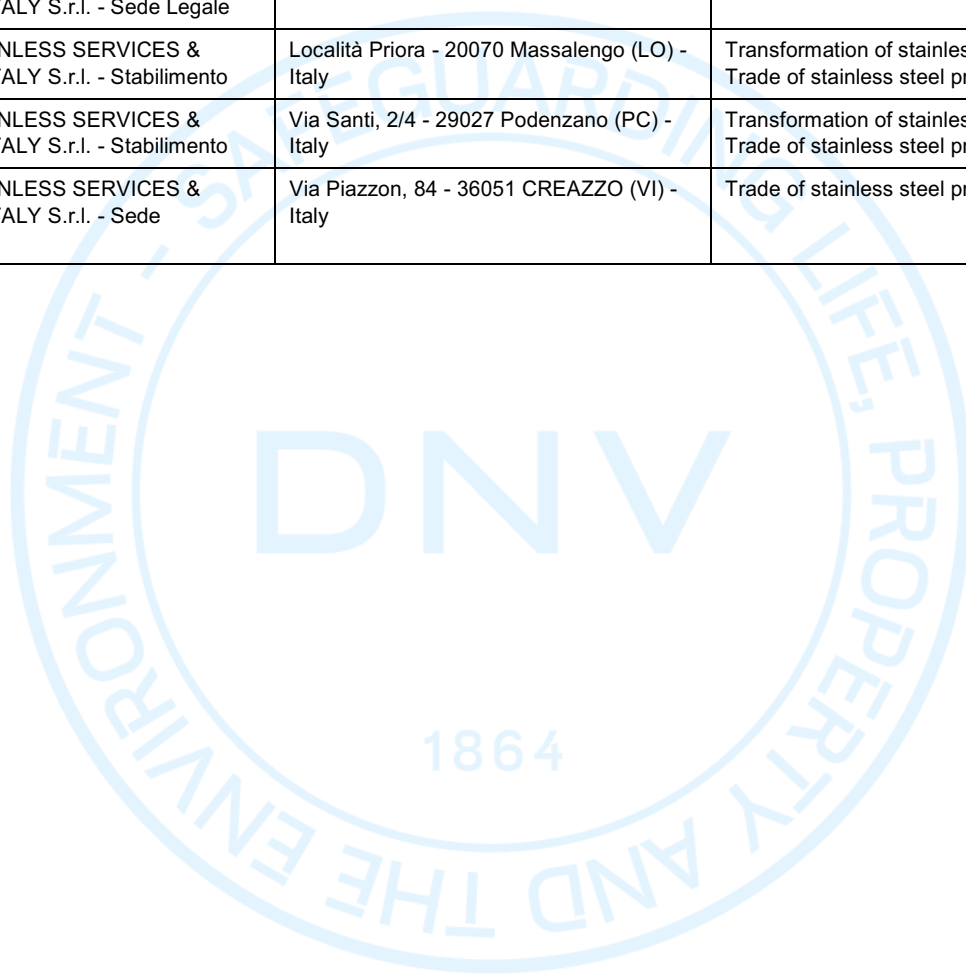 ALY S.r.l. - Sede Legale
NLESS SERVICES &
ALY S.r.l. - Stabilimento
Località Priora - 20070 Massalengo (LO) -
Italy
Transformation of stainles
Trade of stainless steel pr
NLESS SERVICES &
ALY S.r.l. - Stabilimento
Via Santi, 2/4 - 29027 Podenzano (PC) -
Italy
Transformation of stainles
Trade of stainless steel pr
NLESS SERVICES &
ALY S.r.l. - Sede
Via Piazzon, 84 - 36051 CREAZZO (VI) -
Italy
Trade of stainless steel pr
SAFEGUARDING LIFE, PROPERTY AND THE ENVIRONMENT -
DNV
1864